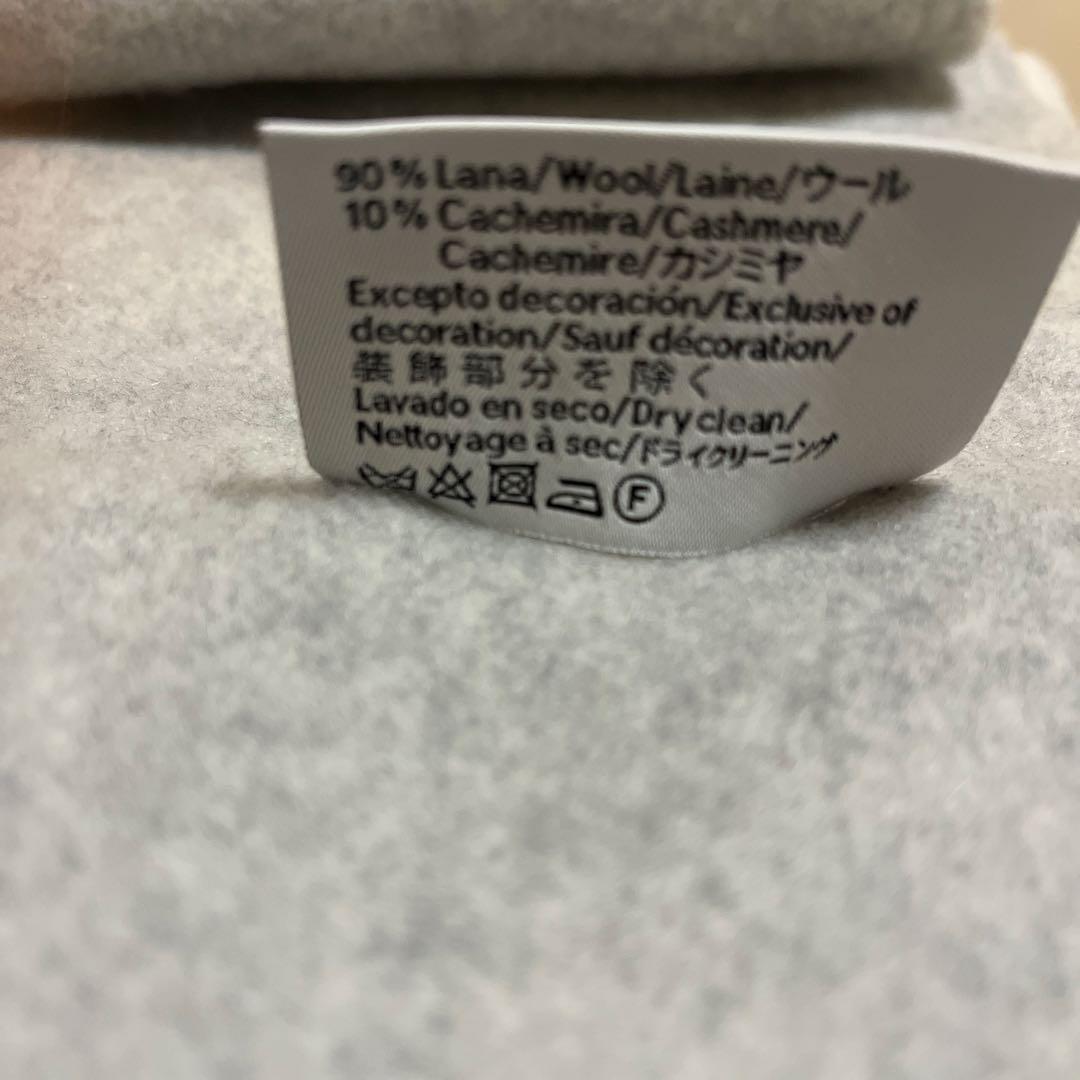 90% Lana/Wool/Laine/ウール
10% Cachemira/Cashmere/
Cachemire/カシミヤ
Excepto decoración/Exclusive of
decoration/Sauf décoration/
装飾部分を除く
Lavado en seco/Dry clean/
Nettoyage à sec/ドライクリーニング
F